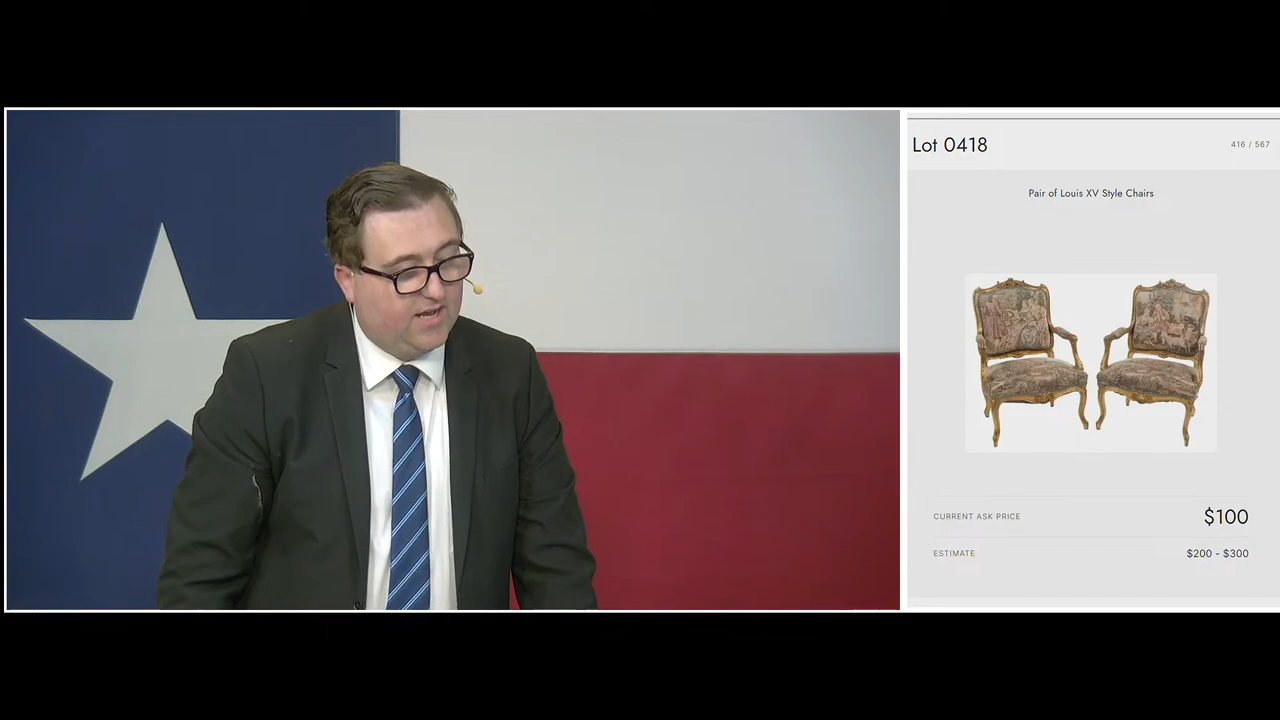 Lot 0418
416 / 567
Pair of Louis XV Style Chairs
CURRENT ASK PRICE
$100
ESTIMATE
$200 - $300